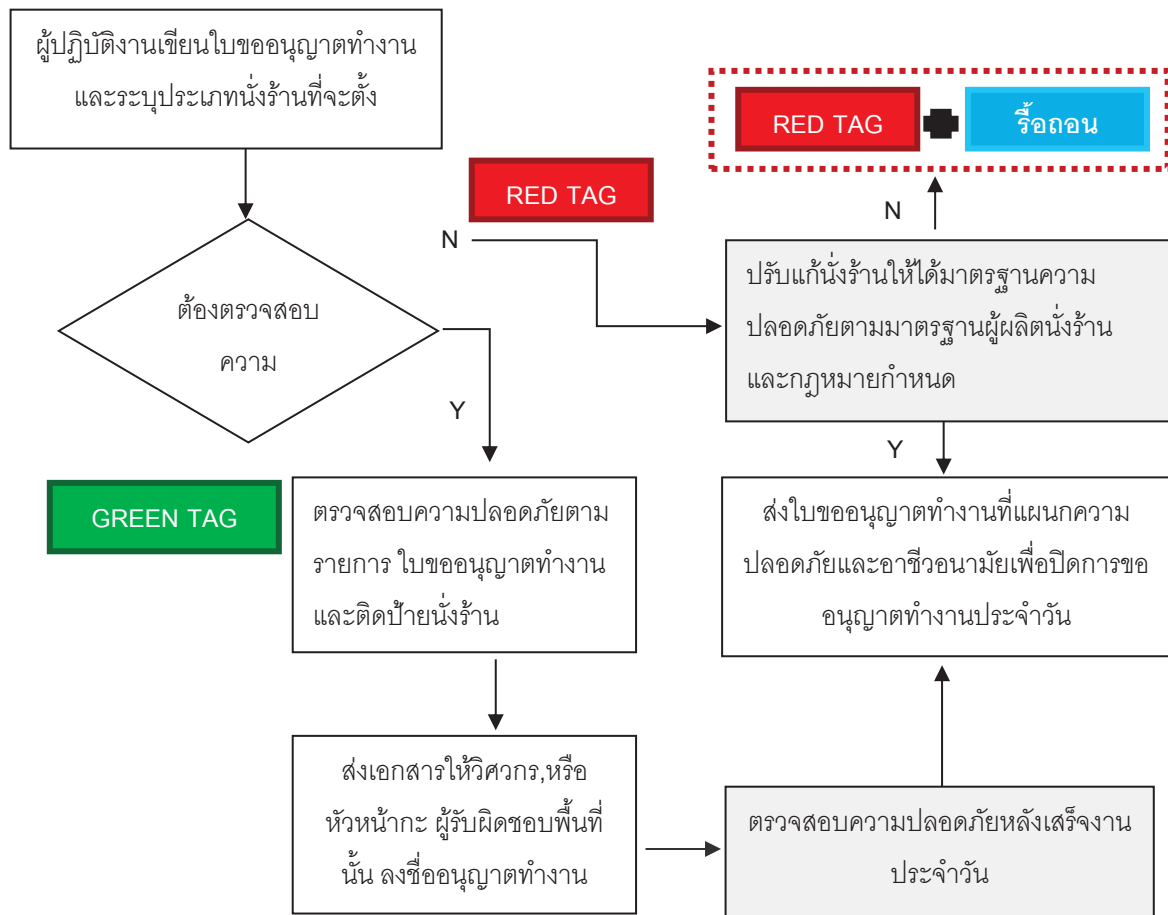 ผู้ปฏิบัติงานเขียนใบขออนุญาตทำงาน
และระบุประเภทนั่งร้านที่จะตั้ง
RED TAG
รื้อถอน
RED TAG
N
N
ต้องตรวจสอบ
ความ
ปรับแก้นั่งร้านให้ได้มาตรฐานความ
ปลอดภัยตามมาตรฐานผู้ผลิตนั่งร้าน
และกฎหมายกำหนด
Y
Y
GREEN TAG
ตรวจสอบความปลอดภัยตาม
รายการ ใบขออนุญาตทำงาน
และติดป้ายนั่งร้าน
ส่งใบขออนุญาตทำงานที่แผนกความ
ปลอดภัยและอาชีวอนามัยเพื่อปิดการขอ
อนุญาตทำงานประจำวัน
ส่งเอกสารให้วิศวกร,หรือ
หัวหน้ากะ ผู้รับผิดชอบพื้นที่
นั้น ลงชื่ออนุญาตทำงาน
ตรวจสอบความปลอดภัยหลังเสร็จงาน
ประจำวัน